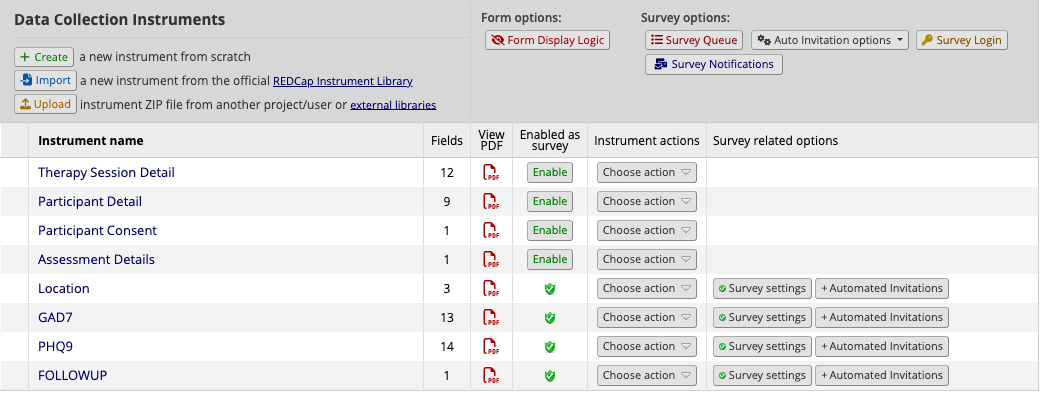 Data Collection Instruments
Form options:
Survey options:
Form Display Logic
Survey Queue
Auto Invitation options
Survey Login
Survey Notifications
+ Create a new instrument from scratch
Import a new instrument from the official REDCap Instrument Library
Upload instrument ZIP file from another project/user or external libraries
Instrument name Fields View PDF Enabled as survey Instrument actions Survey related options
Therapy Session Detail 12 PDF Enable Choose action
Participant Detail 9 PDF Enable Choose action
Participant Consent 1 PDF Enable Choose action
Assessment Details 1 PDF Enable Choose action
Location 3 PDF Choose action Survey settings + Automated Invitations
GAD7 13 PDF Choose action Survey settings + Automated Invitations
PHQ9 14 PDF Choose action Survey settings + Automated Invitations
FOLLOWUP 1 PDF Choose action Survey settings + Automated Invitations